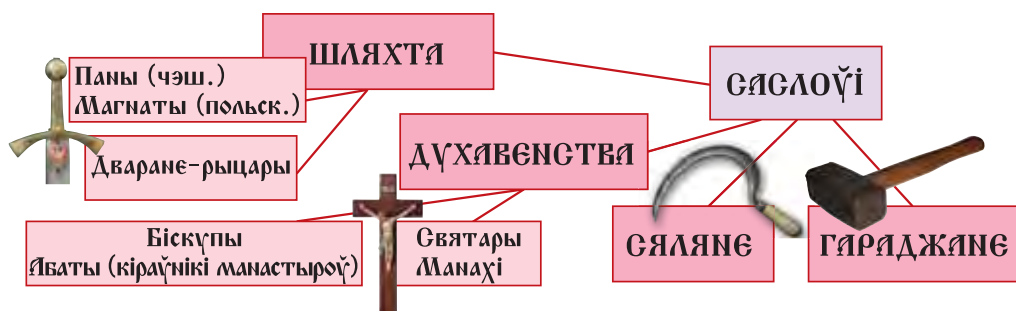 ШЛЯХТА
Паны (чэш.)
Магнаты (польск.)
Дваране-рыцары
САСЛОЎІ
ДУХАВЕНСТВА
Біскупы
Абаты (кіраўнікі манастыроў)
Святары
Манахі
СЯЛЯНЕ
ГАРАДЖАНЕ